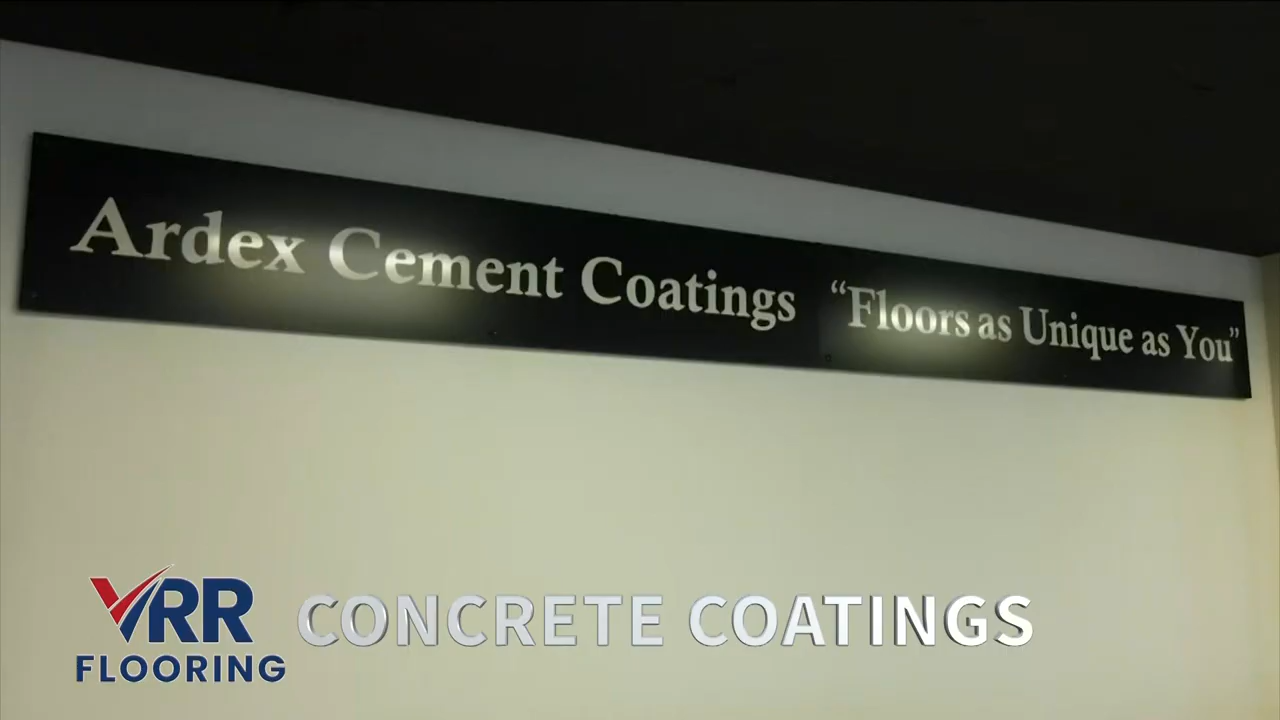 Ardex Cement Coatings “Floors as Unique as You”
VRR
FLOORING
CONCRETE COATINGS